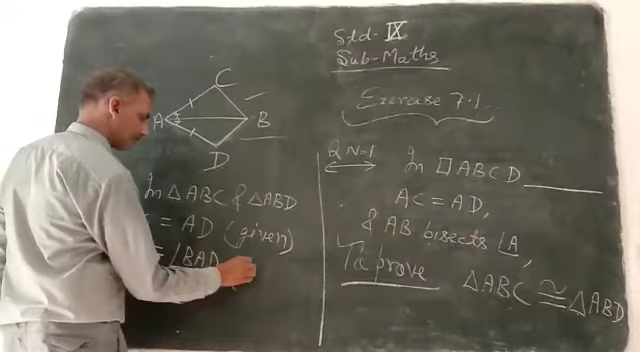 Std- IX
Sub-Maths
Exercise 7.1
C
A
B
D
Q N=1
In □ABCD
AC = AD,
& AB bisects ∠A,
To prove
△ABC ≅ △ABD
In △ABC & △ABD
= AD (given)
= ∠BAD (